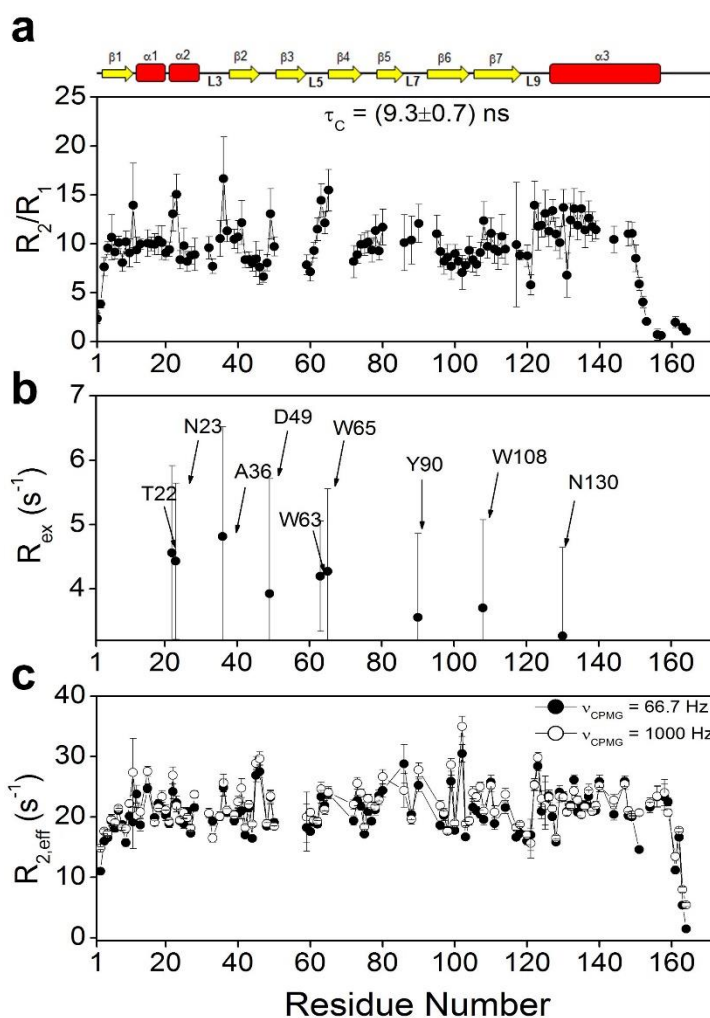 a
β1 α1 α2 β2 β3 β4 β5 β6 β7 α3
L3 L5 L7 L9
τC = (9.3±0.7) ns
R2/R1
25
20
15
10
5
0
1 20 40 60 80 100 120 140 160
b
Rex (s-1)
7
6
5
4
D49
N23
W65
A36
Y90
W108
T22
N130
W63
1 20 40 60 80 100 120 140 160
c
R2,eff (s-1)
40
30
20
10
0
νCPMG = 66.7 Hz
νCPMG = 1000 Hz
1 20 40 60 80 100 120 140 160
Residue Number